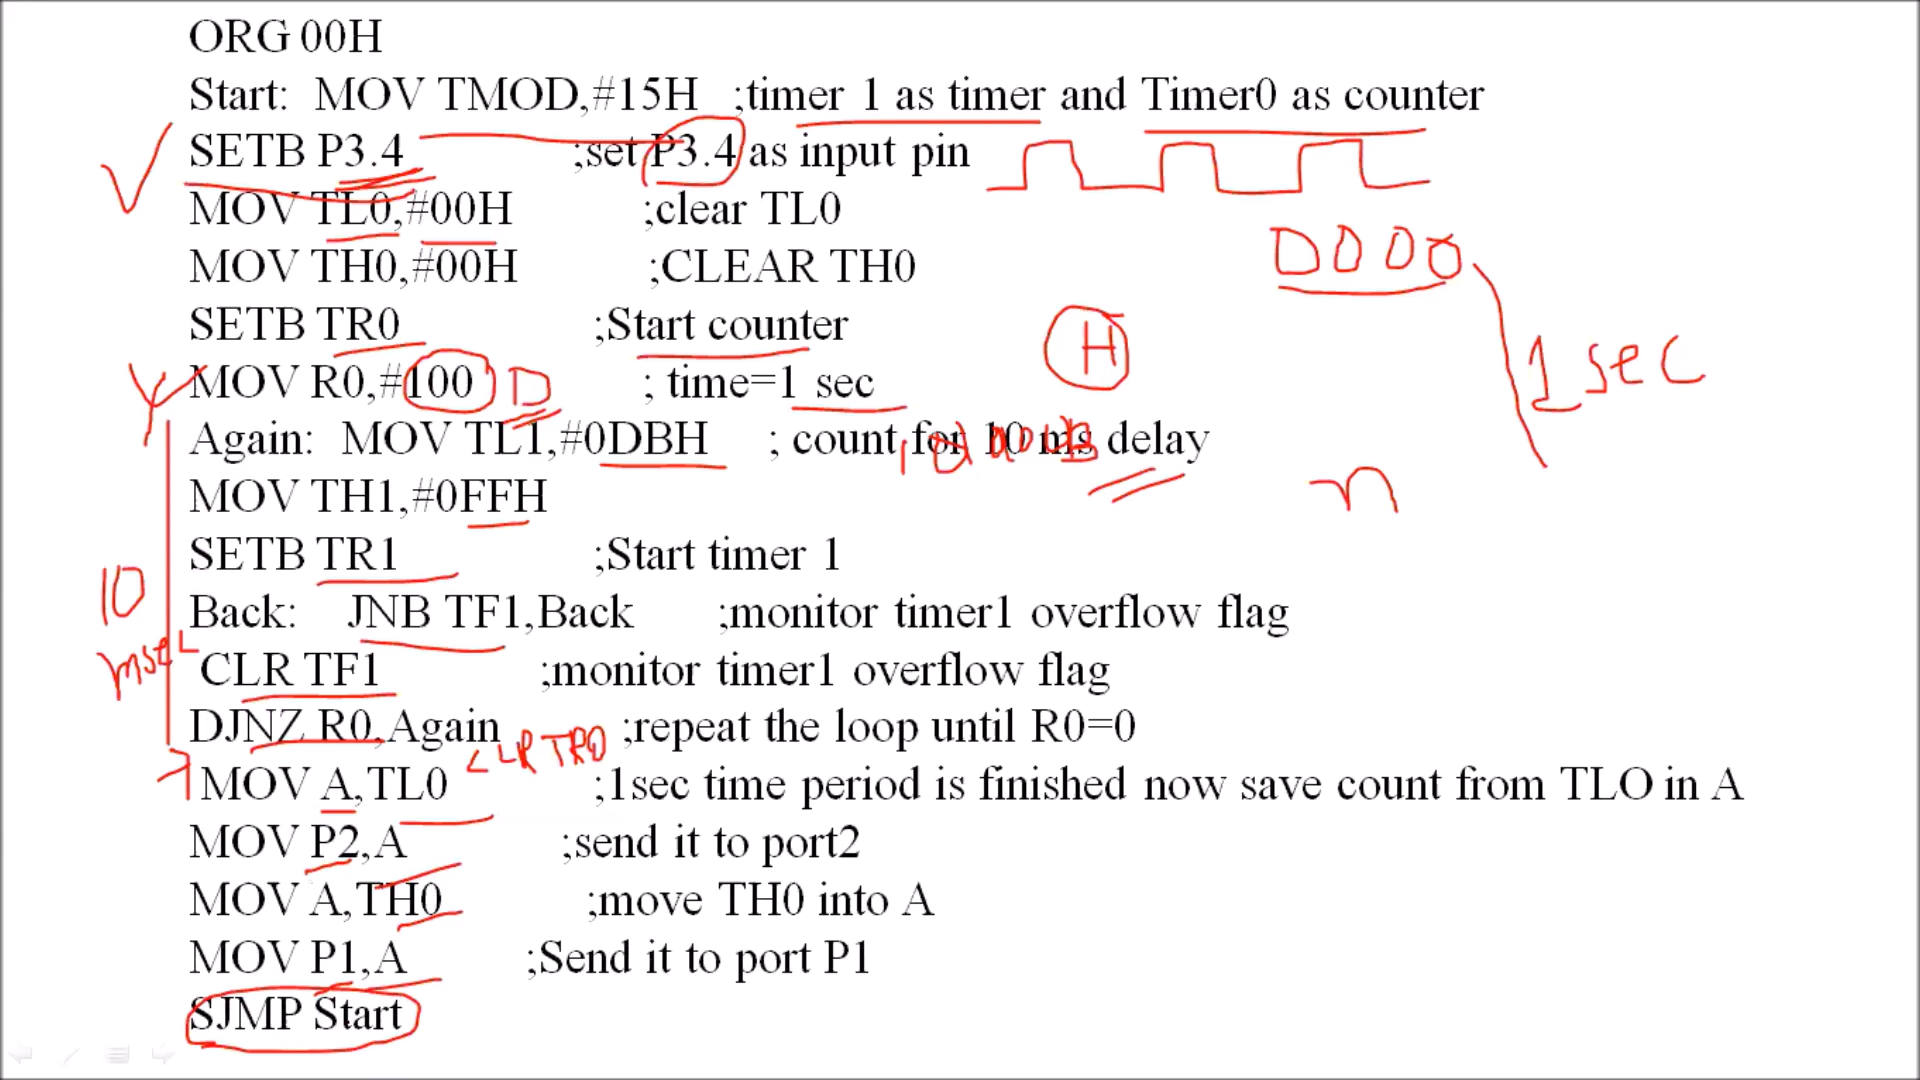 ORG 00H
Start: MOV TMOD,#15H ;timer 1 as timer and Timer0 as counter
SETB P3.4 ;set P3.4 as input pin
MOV TL0,#00H ;clear TL0
0000
MOV TH0,#00H ;CLEAR TH0
SETB TR0 ;Start counter
H
1 sec
MOV R0,#100 D ; time=1 sec
Again: MOV TL1,#0DBH ; count for 10 ms delay
n
MOV TH1,#0FFH
SETB TR1 ;Start timer 1
10
Back: JNB TF1,Back ;monitor timer1 overflow flag
msec
CLR TF1 ;monitor timer1 overflow flag
DJNZ R0,Again ;repeat the loop until R0=0
CLR TR0
MOV A,TL0 ;1sec time period is finished now save count from TLO in A
MOV P2,A ;send it to port2
MOV A,TH0 ;move TH0 into A
MOV P1,A ;Send it to port P1
SJMP Start